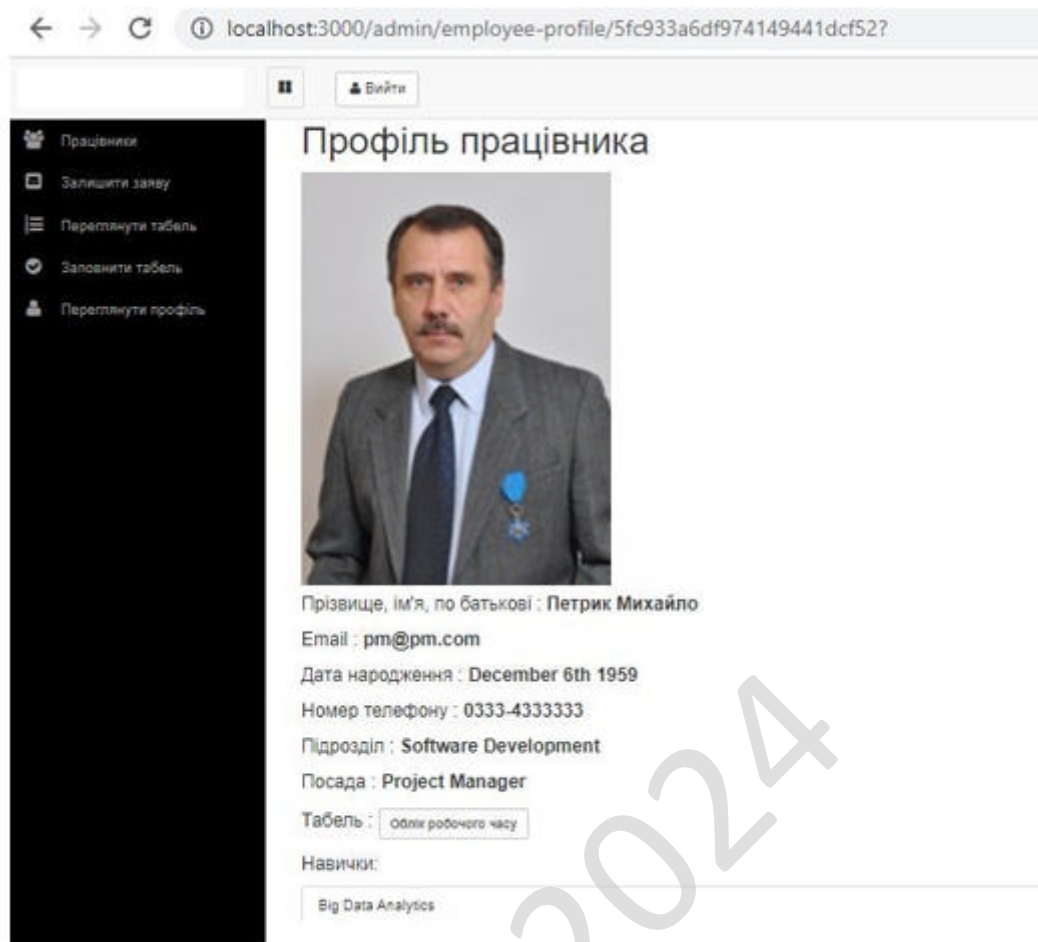 localhost:3000/admin/employee-profile/5fc933a6df974149441dcf52?
Вийти
Працівники
Залишити заяву
Переглянути табель
Заповнити табель
Переглянути профіль
Профіль працівника
Прізвище, ім'я, по батькові : Петрик Михайло
Email : pm@pm.com
Дата народження : December 6th 1959
Номер телефону : 0333-4333333
Підрозділ : Software Development
Посада : Project Manager
Табель : Облік робочого часу
Навички:
Big Data Analytics
2024